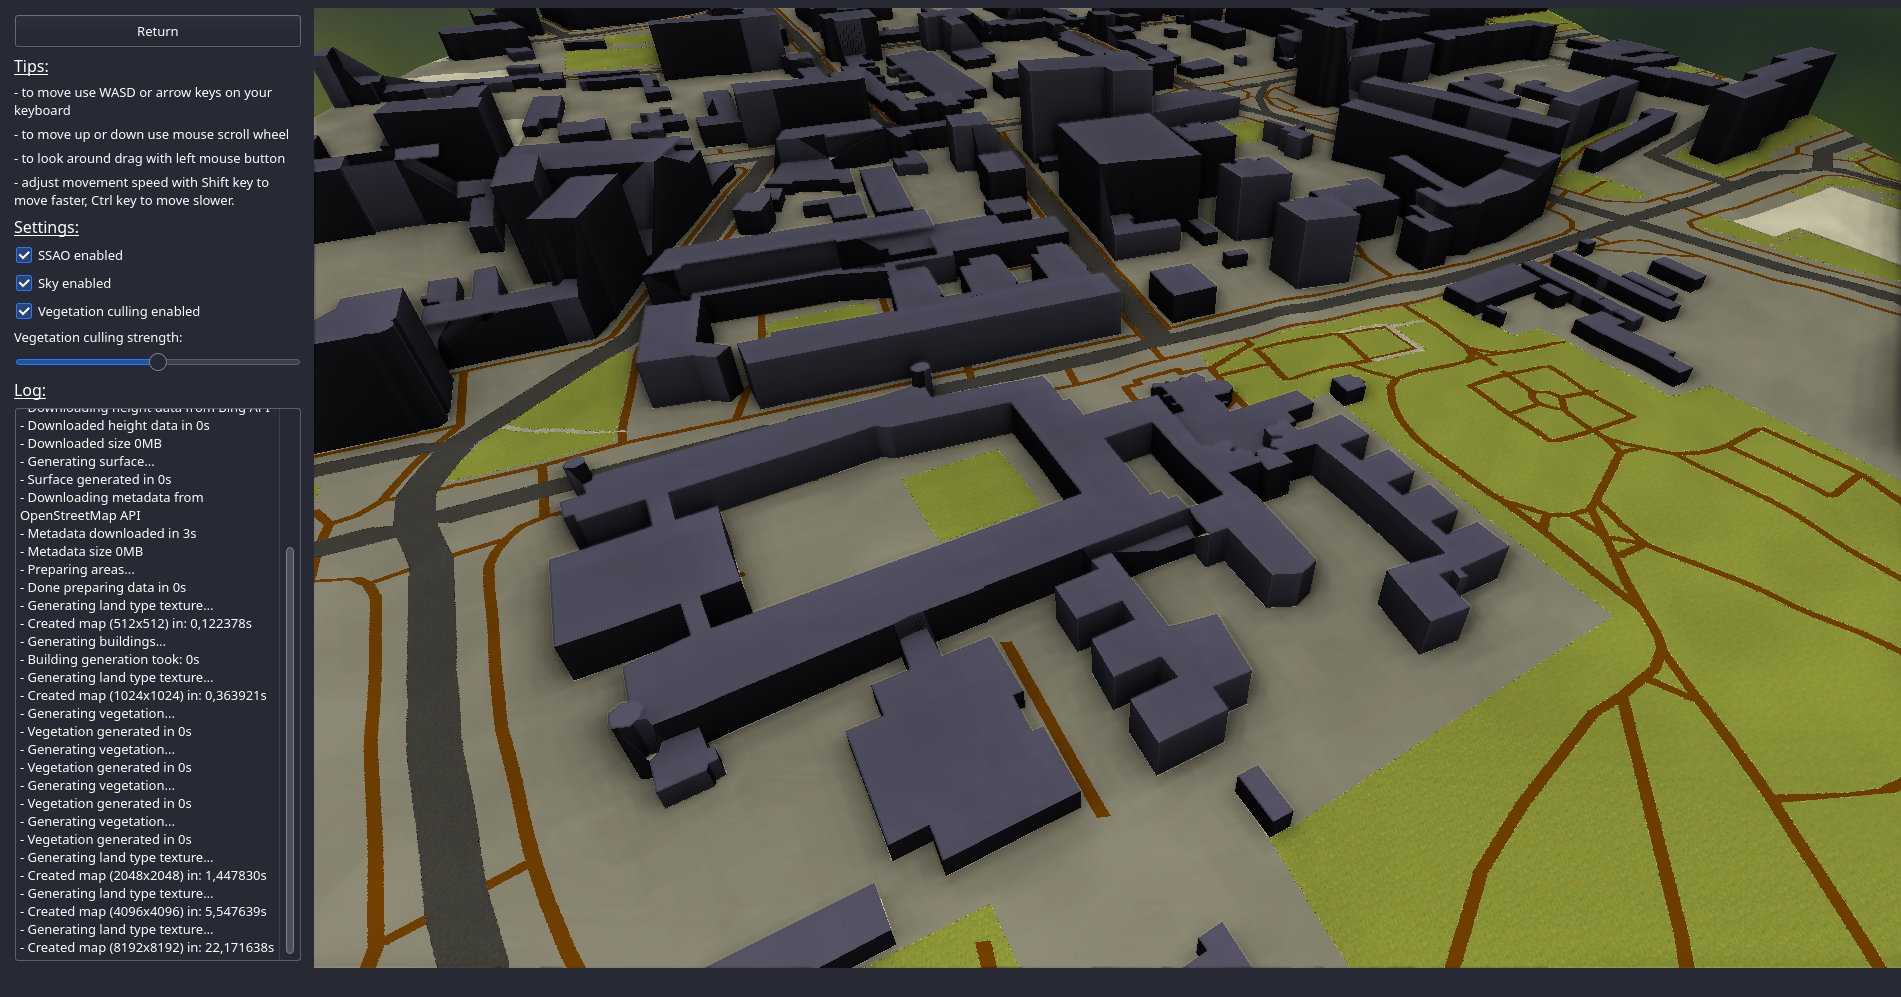 Return
Tips:
- to move use WASD or arrow keys on your
keyboard
- to move up or down use mouse scroll wheel
- to look around drag with left mouse button
- adjust movement speed with Shift key to
move faster, Ctrl key to move slower.
Settings:
SSAO enabled
Sky enabled
Vegetation culling enabled
Vegetation culling strength:
Log:
- Downloading height data from Bing API
- Downloaded height data in 0s
- Downloaded size 0MB
- Generating surface...
- Surface generated in 0s
- Downloading metadata from
OpenStreetMap API
- Metadata downloaded in 3s
- Metadata size 0MB
- Preparing areas...
- Done preparing data in 0s
- Generating land type texture...
- Created map (512x512) in: 0,122378s
- Generating buildings...
- Building generation took: 0s
- Generating land type texture...
- Created map (1024x1024) in: 0,363921s
- Generating vegetation...
- Vegetation generated in 0s
- Generating vegetation...
- Vegetation generated in 0s
- Generating vegetation...
- Vegetation generated in 0s
- Generating vegetation...
- Vegetation generated in 0s
- Generating land type texture...
- Created map (2048x2048) in: 1,447830s
- Generating land type texture...
- Created map (4096x4096) in: 5,547639s
- Generating land type texture...
- Created map (8192x8192) in: 22,171638s